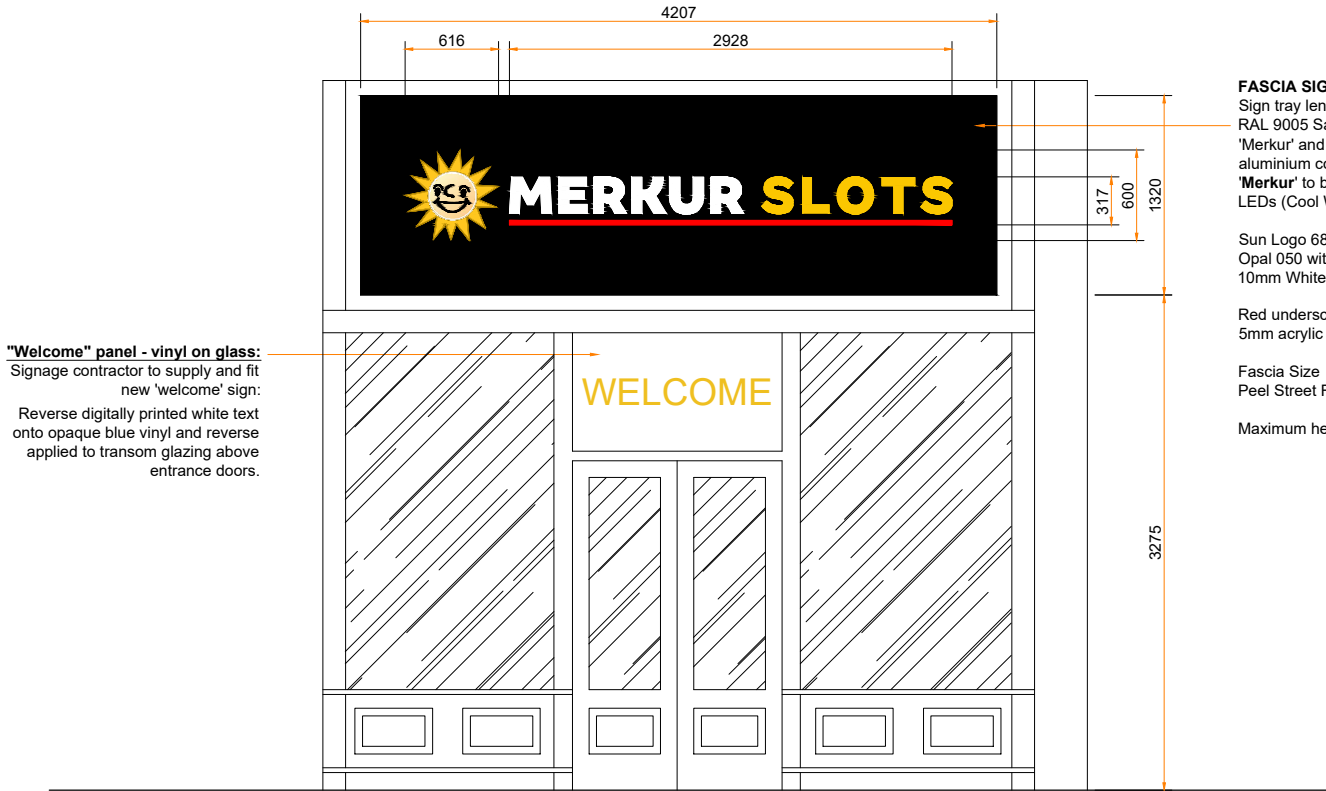 4207
616
2928
MERKUR SLOTS
317
600
1320
3275
"Welcome" panel - vinyl on glass:
Signage contractor to supply and fit
new 'welcome' sign:
Reverse digitally printed white text
onto opaque blue vinyl and reverse
applied to transom glazing above
entrance doors.
WELCOME
FASCIA SIG
Sign tray len
RAL 9005 Sa
'Merkur' and
aluminium co
'Merkur' to b
LEDs (Cool
Sun Logo 68
Opal 050 wit
10mm White
Red undersc
5mm acrylic
Fascia Size
Peel Street
Maximum he